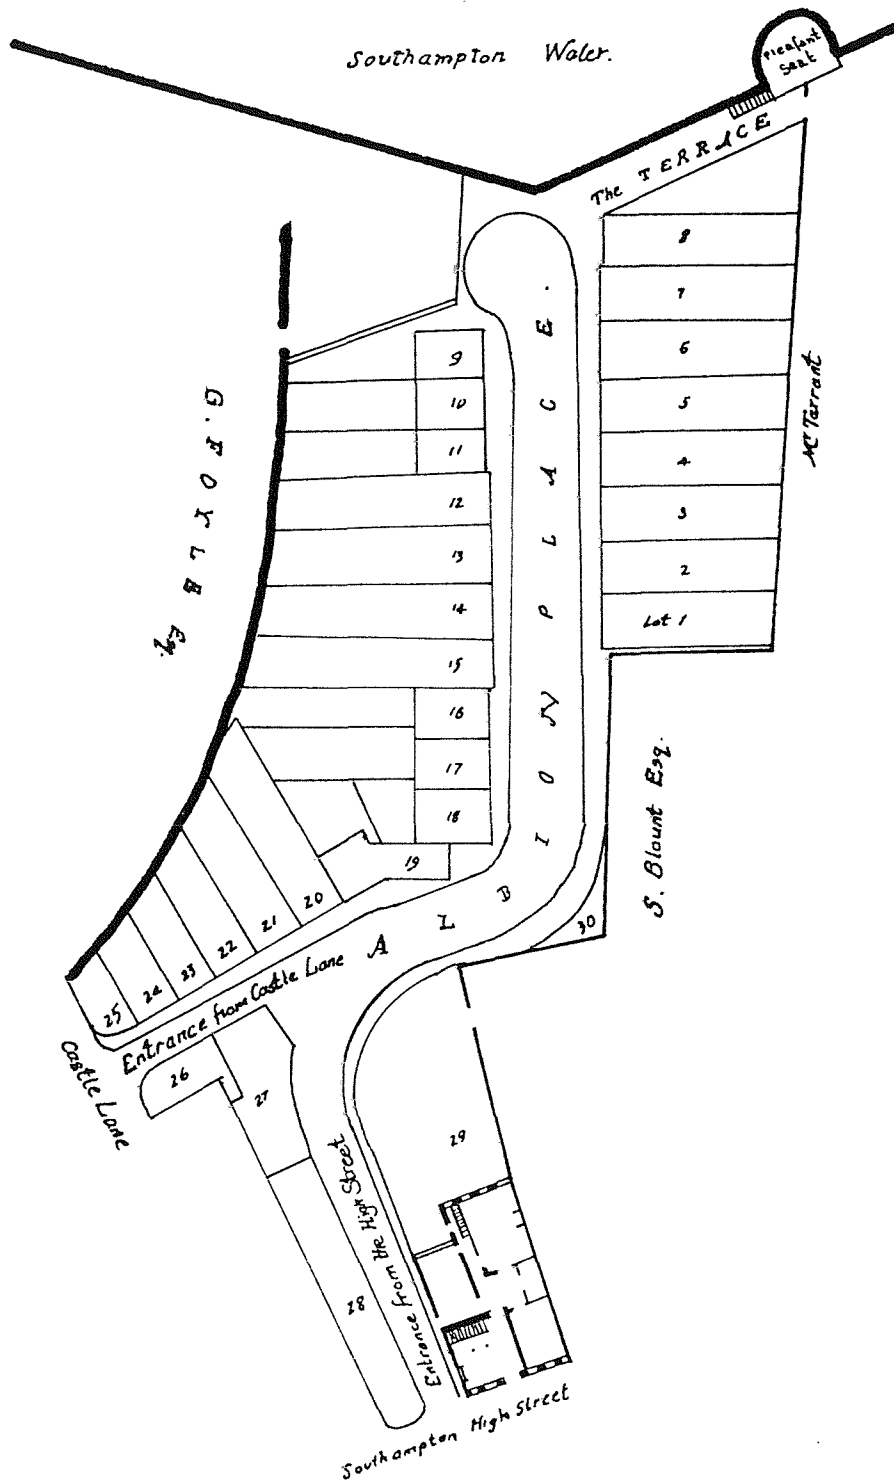 Southampton Water.
Pleasant
Seat
The TERRACE
8
7
6
5
4
3
2
Lot 1
Mr Tarrant
9
10
11
12
13
14
15
16
17
18
19
20
21
22
23
24
25
G. FOYLE Esq.
ALBION PLACE.
S. Blount Esq.
30
Entrance from Castle Lane
Castle Lane
26
27
28
29
Entrance from the High Street
Southampton High Street